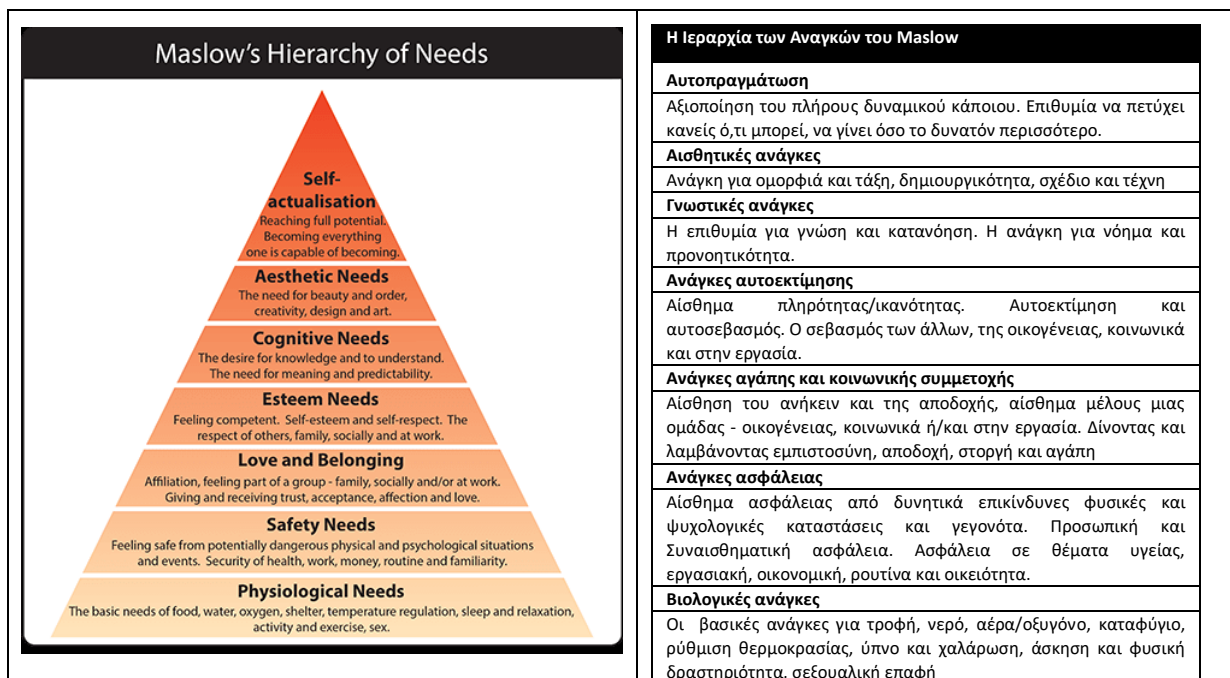 Maslow's Hierarchy of Needs
Self-
actualisation
Reaching full potential.
Becoming everything
one is capable of becoming.
Aesthetic Needs
The need for beauty and order,
creativity, design and art.
Cognitive Needs
The desire for knowledge and to understand.
The need for meaning and predictability.
Esteem Needs
Feeling competent. Self-esteem and self-respect. The
respect of others, family, socially and at work.
Love and Belonging
Affiliation, feeling part of a group - family, socially and/or at work.
Giving and receiving trust, acceptance, affection and love.
Safety Needs
Feeling safe from potentially dangerous physical and psychological situations
and events. Security of health, work, money, routine and familiarity.
Physiological Needs
The basic needs of food, water, oxygen, shelter, temperature regulation, sleep and relaxation,
activity and exercise, sex.
Η Ιεραρχία των Αναγκών του Maslow
Αυτοπραγμάτωση
Αξιοποίηση του πλήρους δυναμικού κάποιου. Επιθυμία να πετύχει
κανείς ό,τι μπορεί, να γίνει όσο το δυνατόν περισσότερο.
Αισθητικές ανάγκες
Ανάγκη για ομορφιά και τάξη, δημιουργικότητα, σχέδιο και τέχνη
Γνωστικές ανάγκες
Η επιθυμία για γνώση και κατανόηση. Η ανάγκη για νόημα και
προνοητικότητα.
Ανάγκες αυτοεκτίμησης
Αίσθημα πληρότητας/ικανότητας. Αυτοεκτίμηση και
αυτοσεβασμός. Ο σεβασμός των άλλων, της οικογένειας, κοινωνικά
και στην εργασία.
Ανάγκες αγάπης και κοινωνικής συμμετοχής
Αίσθηση του ανήκειν και της αποδοχής, αίσθημα μέλους μιας
ομάδας - οικογένειας, κοινωνικά ή/και στην εργασία. Δίνοντας και
λαμβάνοντας εμπιστοσύνη, αποδοχή, στοργή και αγάπη
Ανάγκες ασφάλειας
Αίσθημα ασφάλειας από δυνητικά επικίνδυνες φυσικές και
ψυχολογικές καταστάσεις και γεγονότα. Προσωπική και
Συναισθηματική ασφάλεια. Ασφάλεια σε θέματα υγείας,
εργασιακή, οικονομική, ρουτίνα και οικειότητα.
Βιολογικές ανάγκες
Οι βασικές ανάγκες για τροφή, νερό, αέρα/οξυγόνο, καταφύγιο,
ρύθμιση θερμοκρασίας, ύπνο και χαλάρωση, άσκηση και φυσική
δραστηριότητα, σεξουαλική επαφή